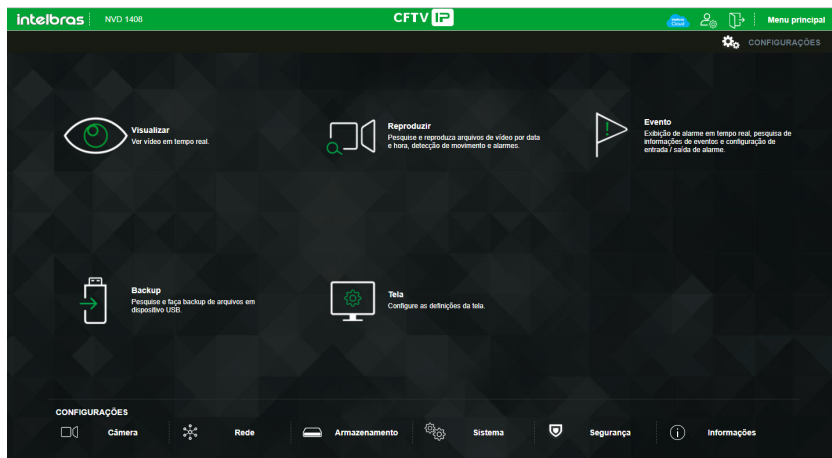 intelbras NVD 1408 CFTV IP Menu principal
CONFIGURAÇÕES
Visualizar
Ver vídeo em tempo real.
Reproduzir
Pesquise e reproduza arquivos de vídeo por data
e hora, detecção de movimento e alarmes.
Evento
Exibição de alarme em tempo real, pesquisa de
informações de eventos e configuração de
entrada / saída de alarme.
Backup
Pesquise e faça backup de arquivos em
dispositivo USB.
Tela
Configure as definições da tela.
CONFIGURAÇÕES
Câmera Rede Armazenamento Sistema Segurança Informações